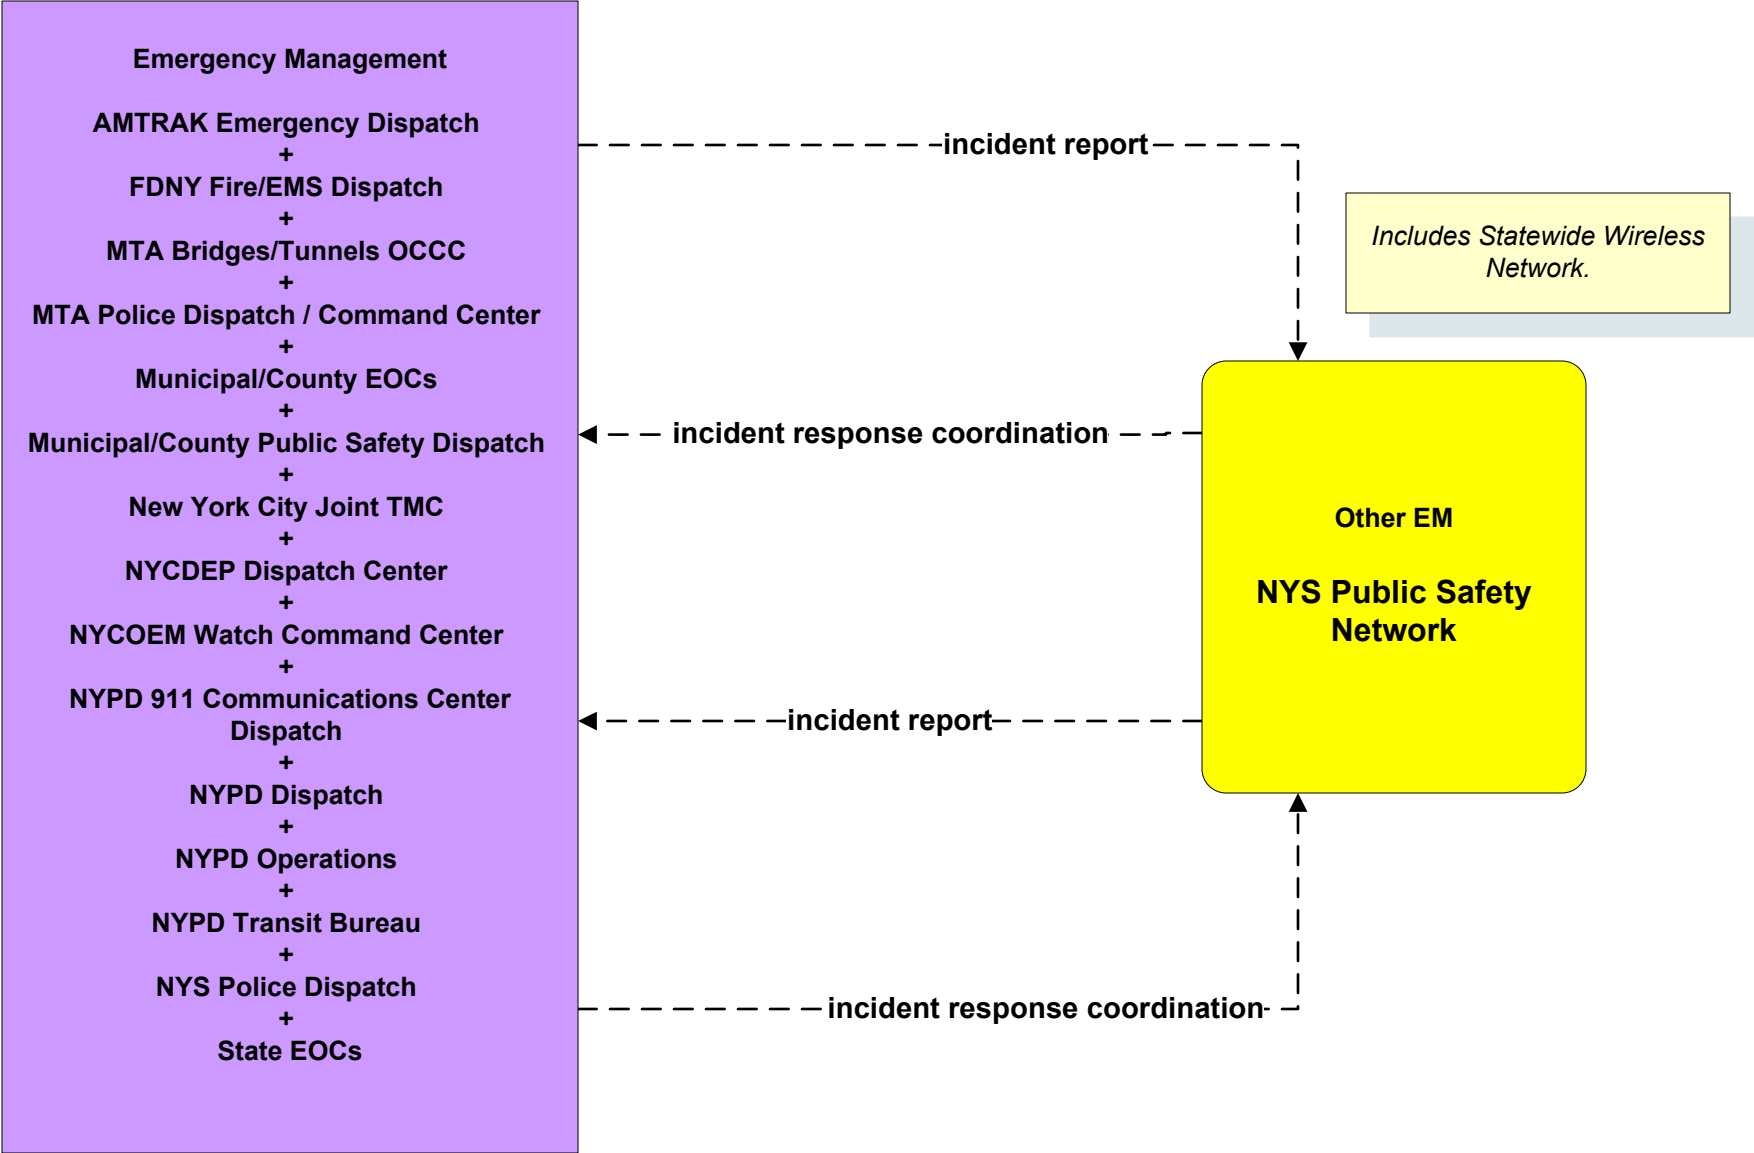 Emergency Management
AMTRAK Emergency Dispatch
+
FDNY Fire/EMS Dispatch
+
MTA Bridges/Tunnels OCCC
+
MTA Police Dispatch / Command Center
+
Municipal/County EOCs
+
Municipal/County Public Safety Dispatch
+
New York City Joint TMC
+
NYCDEP Dispatch Center
+
NYCOEM Watch Command Center
+
NYPD 911 Communications Center
Dispatch
+
NYPD Dispatch
+
NYPD Operations
+
NYPD Transit Bureau
+
NYS Police Dispatch
+
State EOCs
incident report
incident response coordination
incident report
incident response coordination
Includes Statewide Wireless
Network.
Other EM
NYS Public Safety
Network